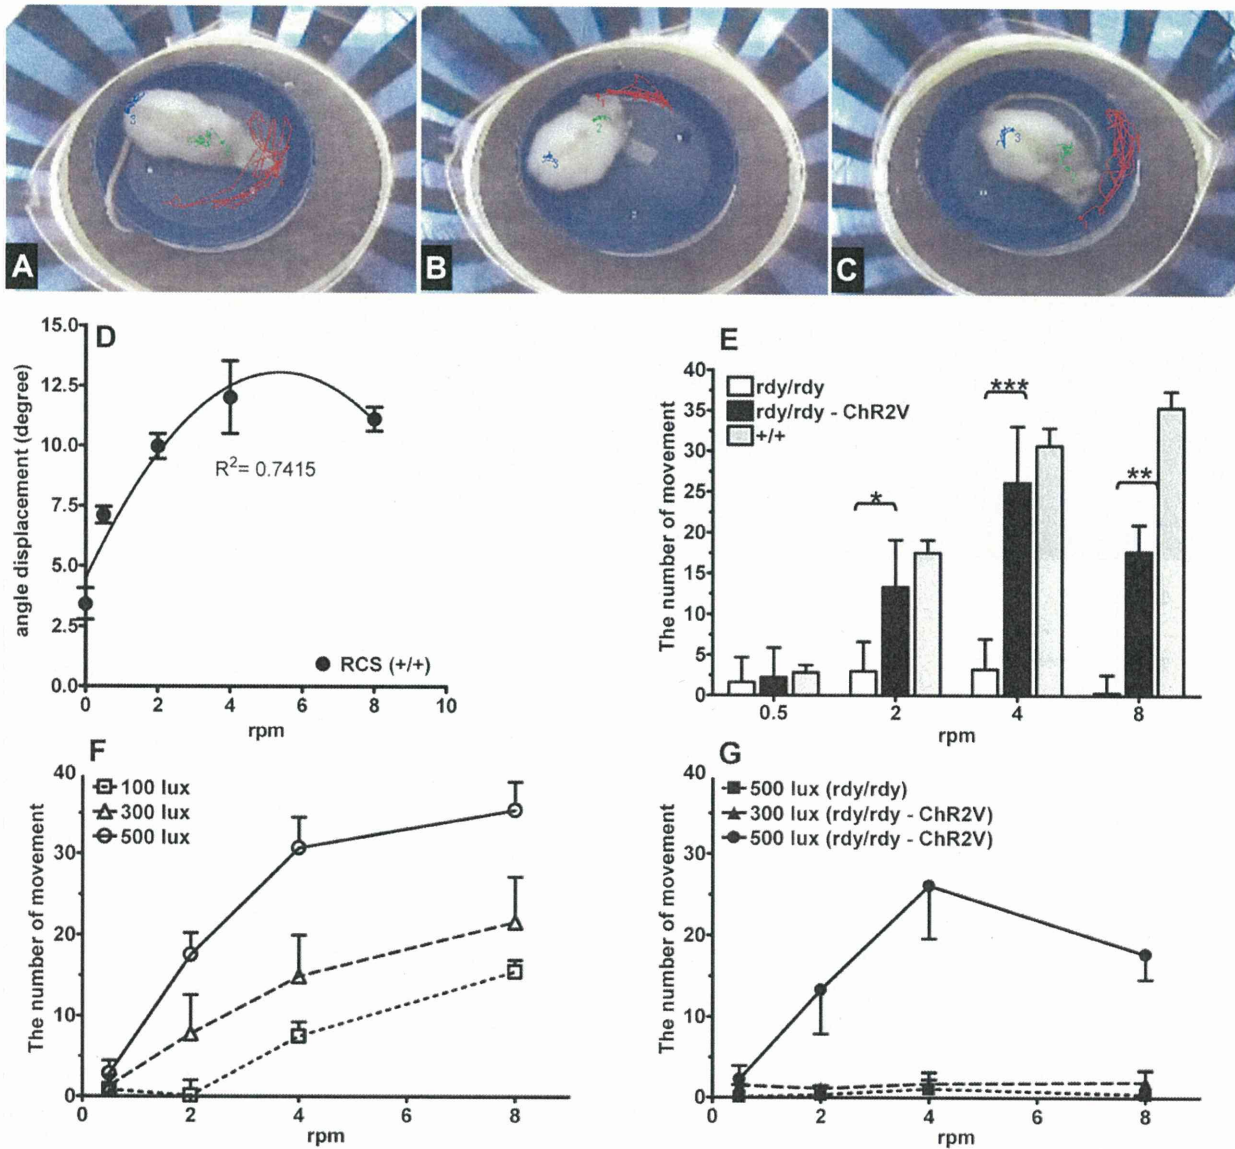 3
2
3
A
B
C
D
15.0
12.5
10.0
7.5
5.0
2.5
0.0
angle displacement (degree)
R²= 0.7415
RCS (+/+)
0
2
4
6
8
10
rpm
E
40
35
30
25
20
15
10
5
0
The number of movement
rdy/rdy
rdy/rdy - ChR2V
+/+
*
***
**
0.5
2
4
8
rpm
F
40
30
20
10
0
The number of movement
100 lux
300 lux
500 lux
0
2
4
6
8
rpm
G
40
30
20
10
0
The number of movement
500 lux (rdy/rdy)
300 lux (rdy/rdy - ChR2V)
500 lux (rdy/rdy - ChR2V)
0
2
4
6
8
rpm